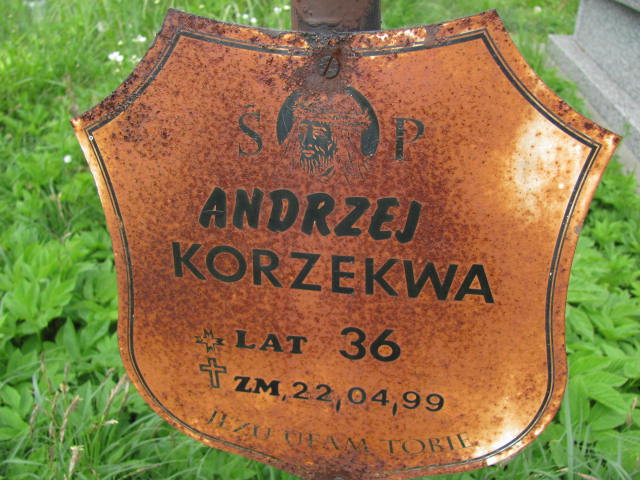 Ś P
ANDRZEJ
KORZEKWA
LAT 36
ZM, 22, 04, 99
JEZU UFAM TOBIE